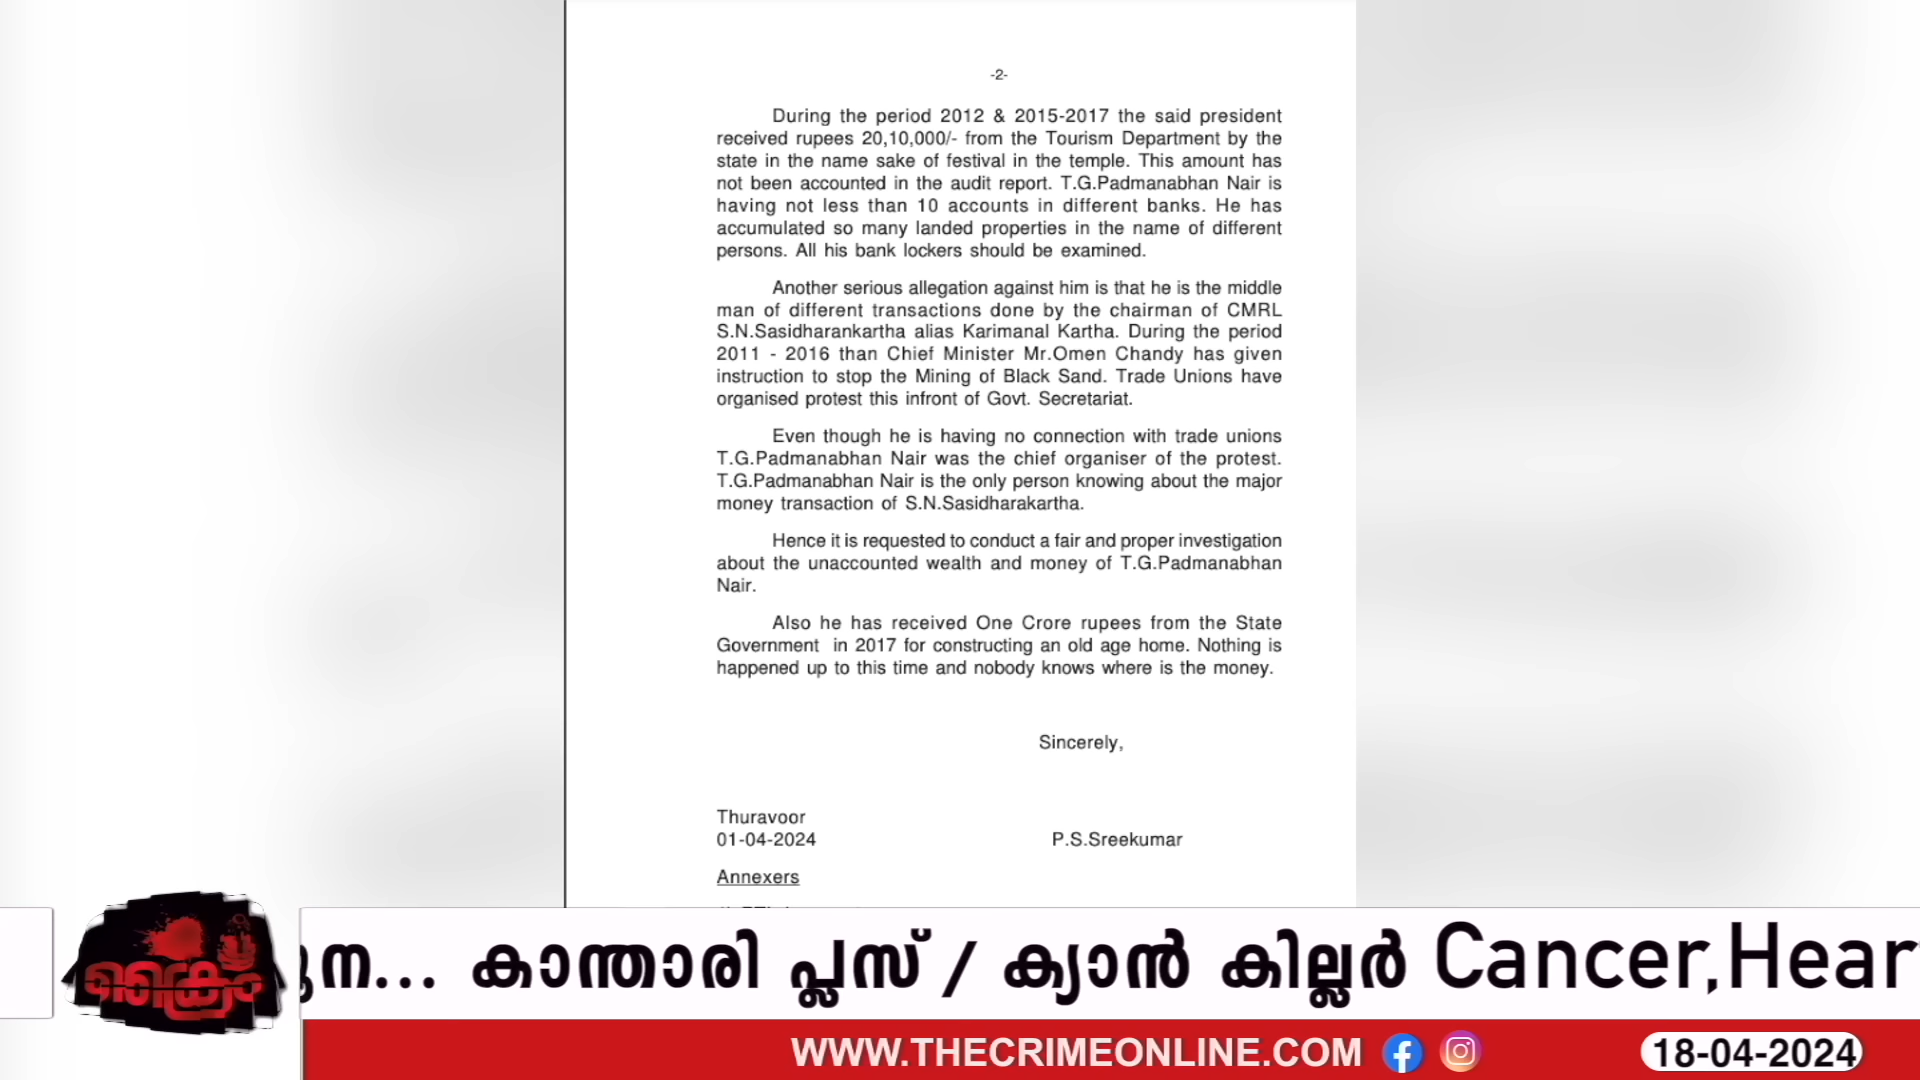 -2-
During the period 2012 & 2015-2017 the said president
received rupees 20,10,000/- from the Tourism Department by the
state in the name sake of festival in the temple. This amount has
not been accounted in the audit report. T.G.Padmanabhan Nair is
having not less than 10 accounts in different banks. He has
accumulated so many landed properties in the name of different
persons. All his bank lockers should be examined.
Another serious allegation against him is that he is the middle
man of different transactions done by the chairman of CMRL
S.N.Sasidharankartha alias Karimanal Kartha. During the period
2011 - 2016 than Chief Minister Mr.Omen Chandy has given
instruction to stop the Mining of Black Sand. Trade Unions have
organised protest this infront of Govt. Secretariat.
Even though he is having no connection with trade unions
T.G.Padmanabhan Nair was the chief organiser of the protest.
T.G.Padmanabhan Nair is the only person knowing about the major
money transaction of S.N.Sasidharakartha.
Hence it is requested to conduct a fair and proper investigation
about the unaccounted wealth and money of T.G.Padmanabhan
Nair.
Also he has received One Crore rupees from the State
Government in 2017 for constructing an old age home. Nothing is
happened up to this time and nobody knows where is the money.
Sincerely,
Thuravoor
01-04-2024 P.S.Sreekumar
Annexers
ക്രൈം
ന... കാന്താരി പ്ലസ് / ക്യാൻ കില്ലർ Cancer,Hear
WWW.THECRIMEONLINE.COM
18-04-2024